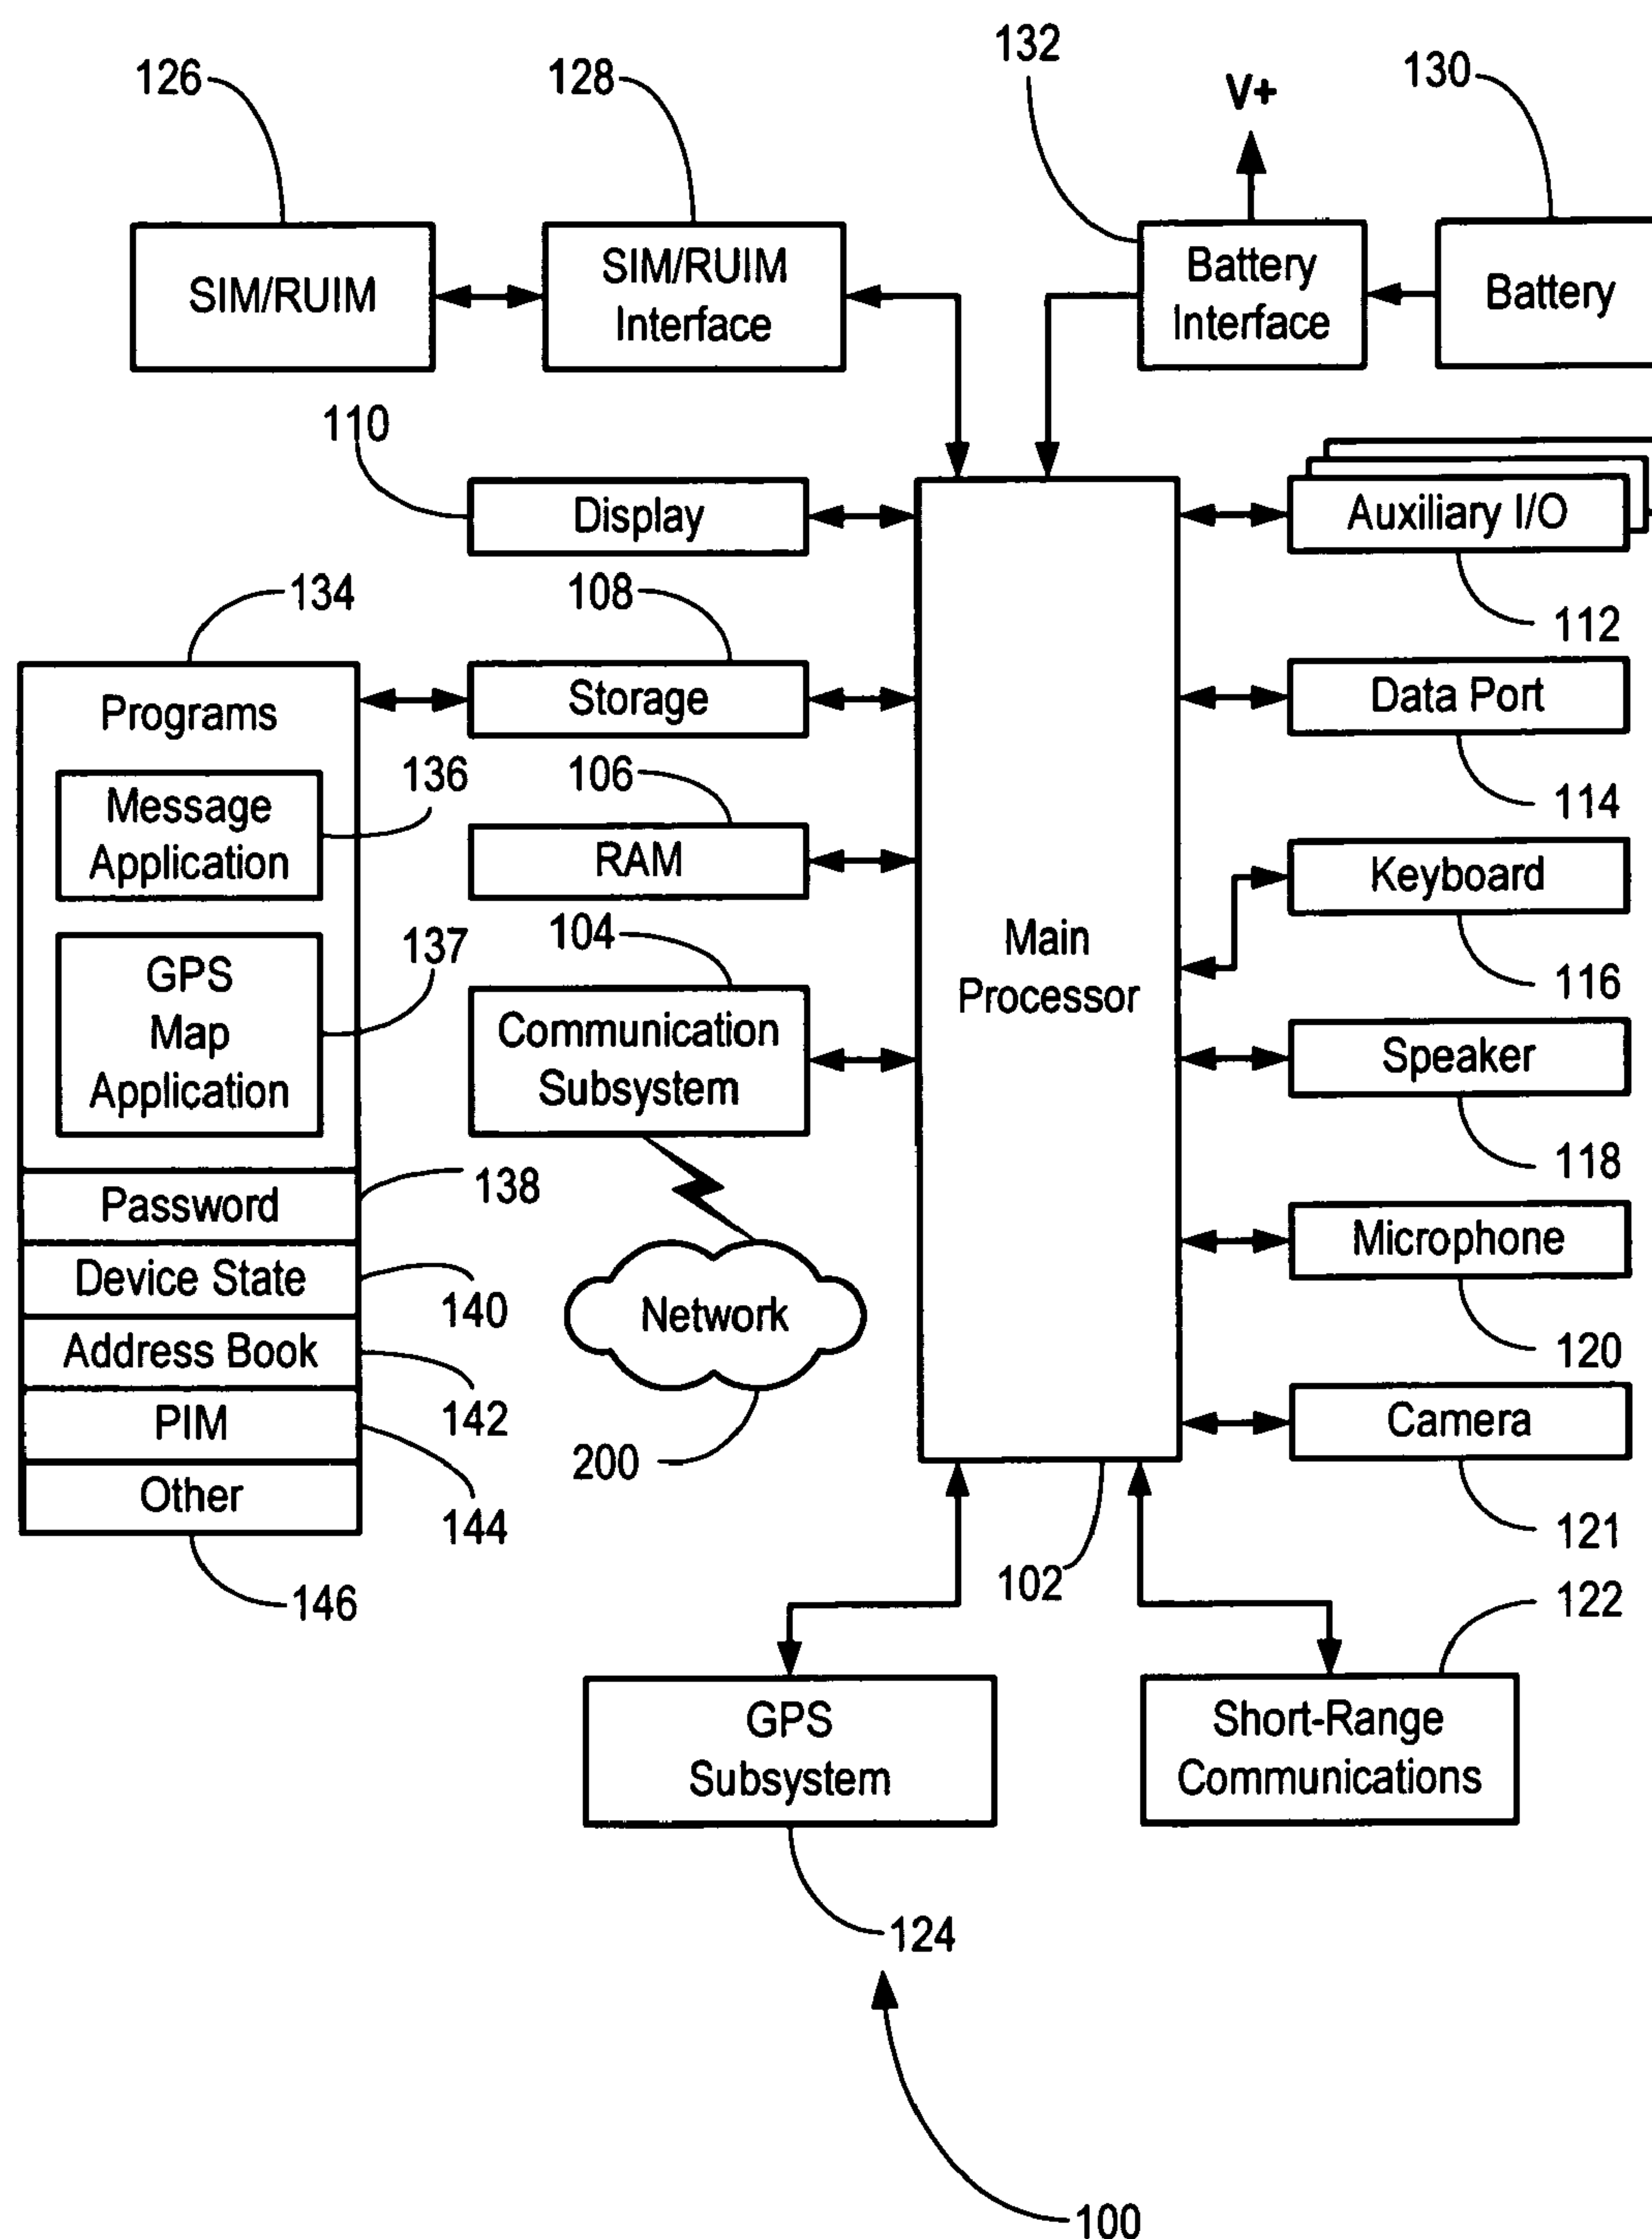 132
126
128
V+
130
SIM/RUIM
SIM/RUIM
Interface
Battery
Interface
Battery
110
Display
Auxiliary I/O
134
108
112
Programs
Storage
Data Port
136
106
114
Message
Application
RAM
Keyboard
137
104
Main
Processor
116
GPS
Map
Application
Communication
Subsystem
Speaker
138
118
Password
Microphone
Device State
140
Network
120
Address Book
142
PIM
200
Camera
Other
144
121
146
102
122
GPS
Subsystem
Short-Range
Communications
124
100